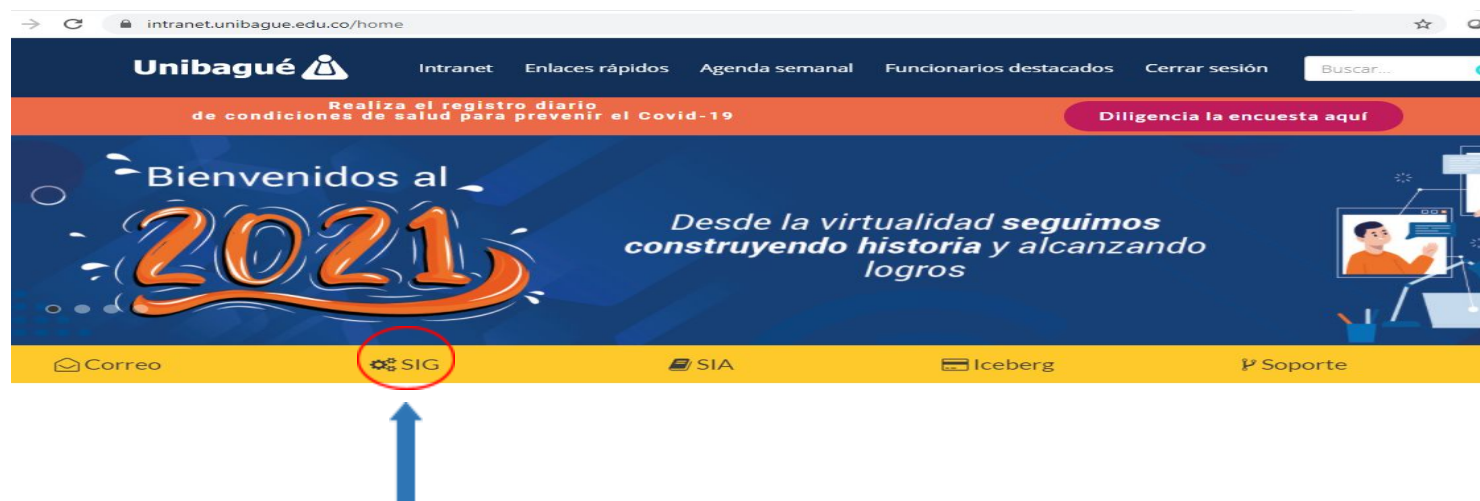 intranet.unibague.edu.co/home
Unibagué Intranet Enlaces rápidos Agenda semanal Funcionarios destacados Cerrar sesión Buscar...
Realiza el registro diario
de condiciones de salud para prevenir el Covid-19
Diligencia la encuesta aquí
Bienvenidos al
2021
Desde la virtualidad seguimos
construyendo historia y alcanzando
logros
Correo SIG SIA Iceberg Soporte